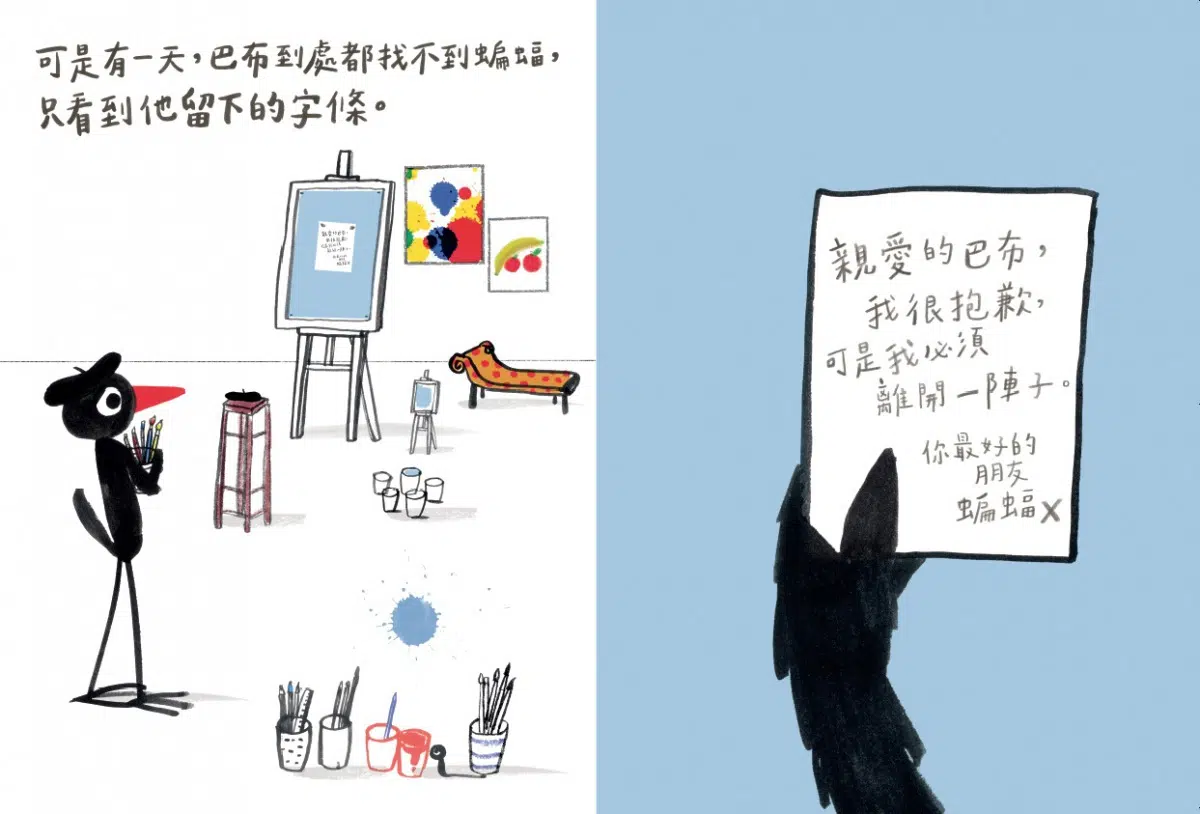 可是有一天，巴布到處都找不到蝙蝠，
只看到他留下的字條。
親愛的巴布，
我很抱歉，
可是我必須
離開一陣子。
你最好的
朋友
蝙蝠X